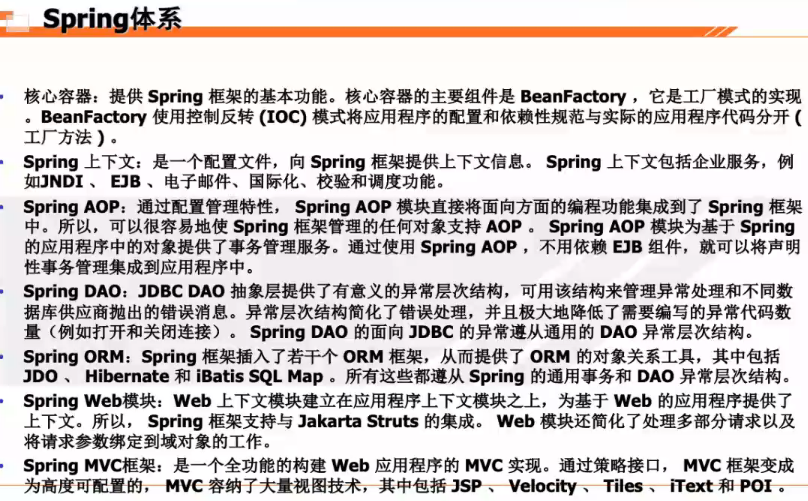 Spring体系
核心容器：提供 Spring 框架的基本功能。核心容器的主要组件是 BeanFactory ，它是工厂模式的实现
。BeanFactory 使用控制反转 (IOC) 模式将应用程序的配置和依赖性规范与实际的应用程序代码分开 (
工厂方法 ) 。
Spring 上下文：是一个配置文件，向 Spring 框架提供上下文信息。 Spring 上下文包括企业服务，例
如JNDI 、 EJB 、电子邮件、国际化、校验和调度功能。
Spring AOP：通过配置管理特性， Spring AOP 模块直接将面向方面的编程功能集成到了 Spring 框架
中。所以，可以很容易地使 Spring 框架管理的任何对象支持 AOP 。 Spring AOP 模块为基于 Spring
的应用程序中的对象提供了事务管理服务。通过使用 Spring AOP ，不用依赖 EJB 组件，就可以将声明
性事务管理集成到应用程序中。
Spring DAO：JDBC DAO 抽象层提供了有意义的异常层次结构，可用该结构来管理异常处理和不同数
据库供应商抛出的错误消息。异常层次结构简化了错误处理，并且极大地降低了需要编写的异常代码数
量（例如打开和关闭连接）。 Spring DAO 的面向 JDBC 的异常遵从通用的 DAO 异常层次结构。
Spring ORM：Spring 框架插入了若干个 ORM 框架，从而提供了 ORM 的对象关系工具，其中包括
JDO 、 Hibernate 和 iBatis SQL Map 。所有这些都遵从 Spring 的通用事务和 DAO 异常层次结构。
Spring Web模块：Web 上下文模块建立在应用程序上下文模块之上，为基于 Web 的应用程序提供了
上下文。所以， Spring 框架支持与 Jakarta Struts 的集成。 Web 模块还简化了处理多部分请求以及
将请求参数绑定到域对象的工作。
Spring MVC框架：是一个全功能的构建 Web 应用程序的 MVC 实现。通过策略接口， MVC 框架变成
为高度可配置的， MVC 容纳了大量视图技术，其中包括 JSP 、 Velocity 、 Tiles 、 iText 和 POI 。